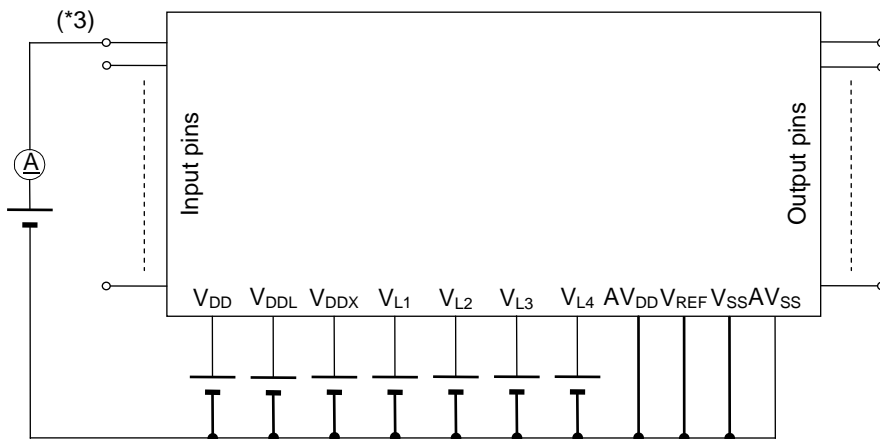 (*3)
A
Input pins
Output pins
VDD VDDL VDDX VL1 VL2 VL3 VL4 AVDD VREF VSS AVSS